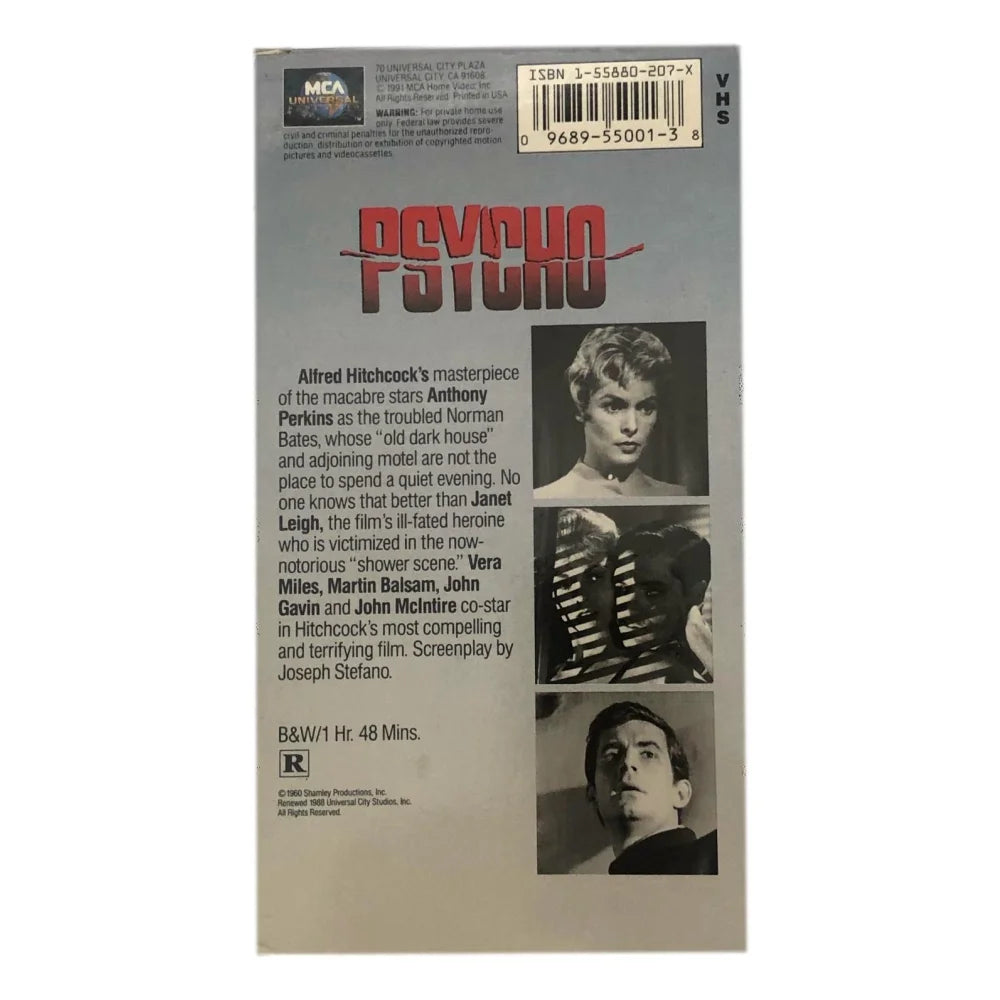 MCA
UNIVERSAL
70 UNIVERSAL CITY PLAZA
UNIVERSAL CITY, CA 91608
© 1991 MCA Home Video, Inc.
All Rights Reserved. Printed in USA.
WARNING: For private home use
only. Federal law provides severe
civil and criminal penalties for the unauthorized repro-
duction, distribution or exhibition of copyrighted motion
pictures and videocassettes.
ISBN 1-55880-207-X
0 9689-55001-3 8
VHS
PSYCHO
Alfred Hitchcock's masterpiece
of the macabre stars Anthony
Perkins as the troubled Norman
Bates, whose "old dark house"
and adjoining motel are not the
place to spend a quiet evening. No
one knows that better than Janet
Leigh, the film's ill-fated heroine
who is victimized in the now-
notorious "shower scene." Vera
Miles, Martin Balsam, John
Gavin and John McIntire co-star
in Hitchcock's most compelling
and terrifying film. Screenplay by
Joseph Stefano.
B&W/1 Hr. 48 Mins.
R
©1960 Shamley Productions, Inc.
Renewed 1988 Universal City Studios, Inc.
All Rights Reserved.